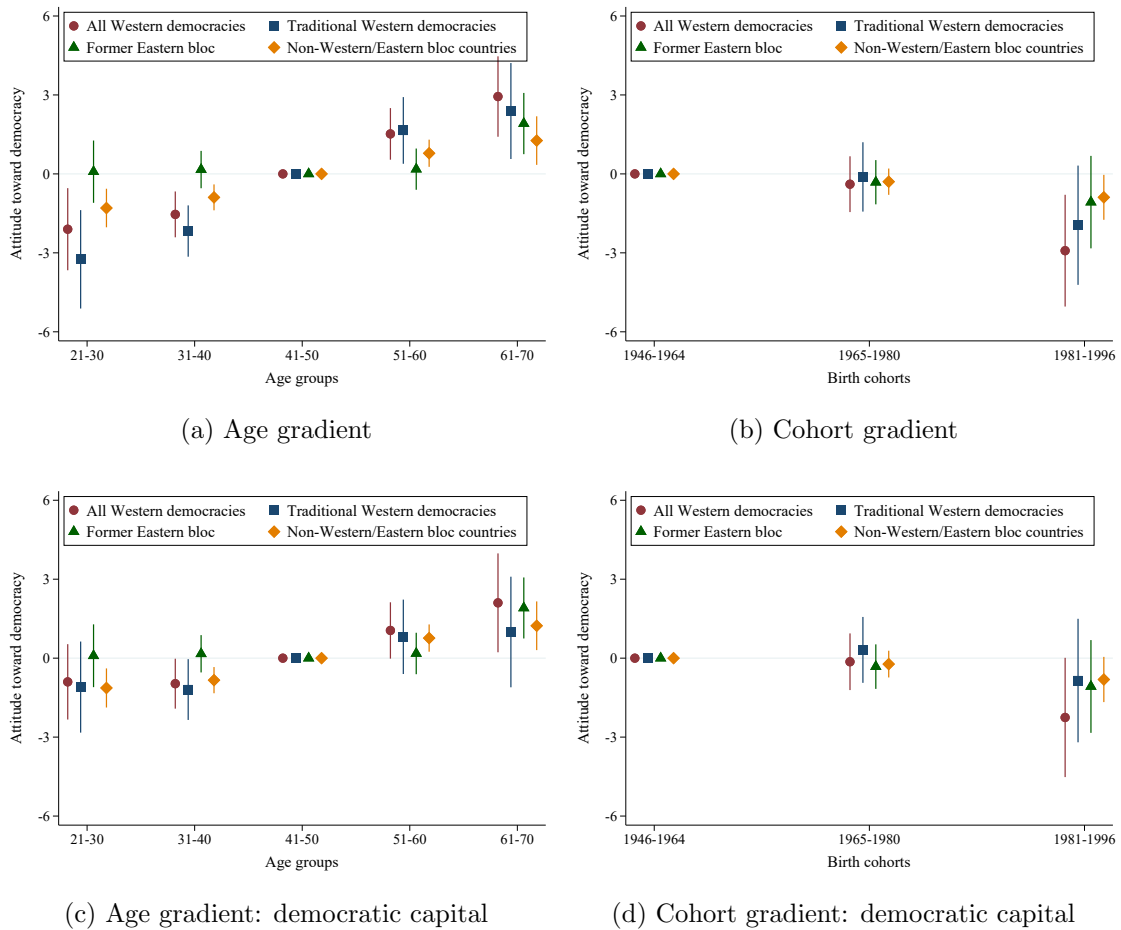 All Western democracies
Traditional Western democracies
Former Eastern bloc
Non-Western/Eastern bloc countries
Attitude toward democracy
3
0
-3
-6
21-30
31-40
41-50
51-60
61-70
Age groups
(a) Age gradient
All Western democracies
Traditional Western democracies
Former Eastern bloc
Non-Western/Eastern bloc countries
Attitude toward democracy
3
0
-3
-6
1946-1964
1965-1980
1981-1996
Birth cohorts
(b) Cohort gradient
All Western democracies
Traditional Western democracies
Former Eastern bloc
Non-Western/Eastern bloc countries
Attitude toward democracy
6
3
0
-3
-6
21-30
31-40
41-50
51-60
61-70
Age groups
(c) Age gradient: democratic capital
All Western democracies
Traditional Western democracies
Former Eastern bloc
Non-Western/Eastern bloc countries
Attitude toward democracy
6
3
0
-3
-6
1946-1964
1965-1980
1981-1996
Birth cohorts
(d) Cohort gradient: democratic capital